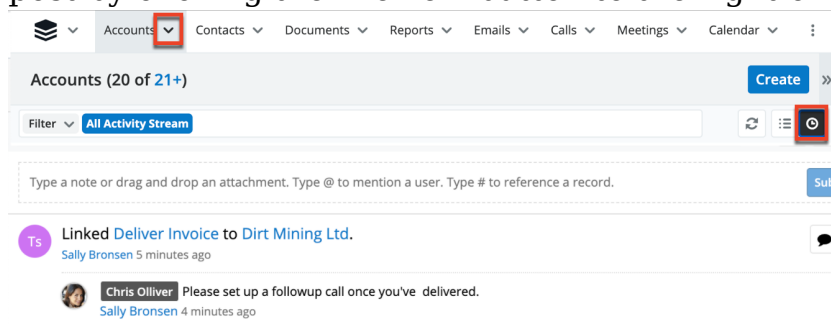 Accounts Contacts Documents Reports Emails Calls Meetings Calendar
Accounts (20 of 21+) Create
Filter All Activity Stream
Type a note or drag and drop an attachment. Type @ to mention a user. Type # to reference a record.
Ts Linked Deliver Invoice to Dirt Mining Ltd.
Sally Bronsen 5 minutes ago
Chris Olliver Please set up a followup call once you've delivered.
Sally Bronsen 4 minutes ago